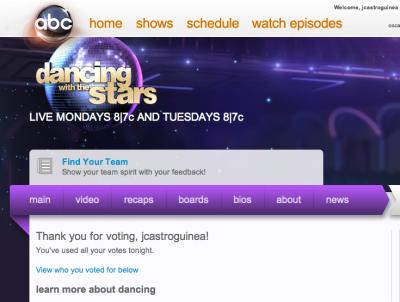 Welcome, jcastroguinea
abc
home shows schedule watch episodes
osca
dancing
with the
stars
LIVE MONDAYS 8|7c AND TUESDAYS 8|7c
Find Your Team
Show your team spirit with your feedback!
main video recaps boards bios about news
Thank you for voting, jcastroguinea!
You've used all your votes tonight.
View who you voted for below
learn more about dancing